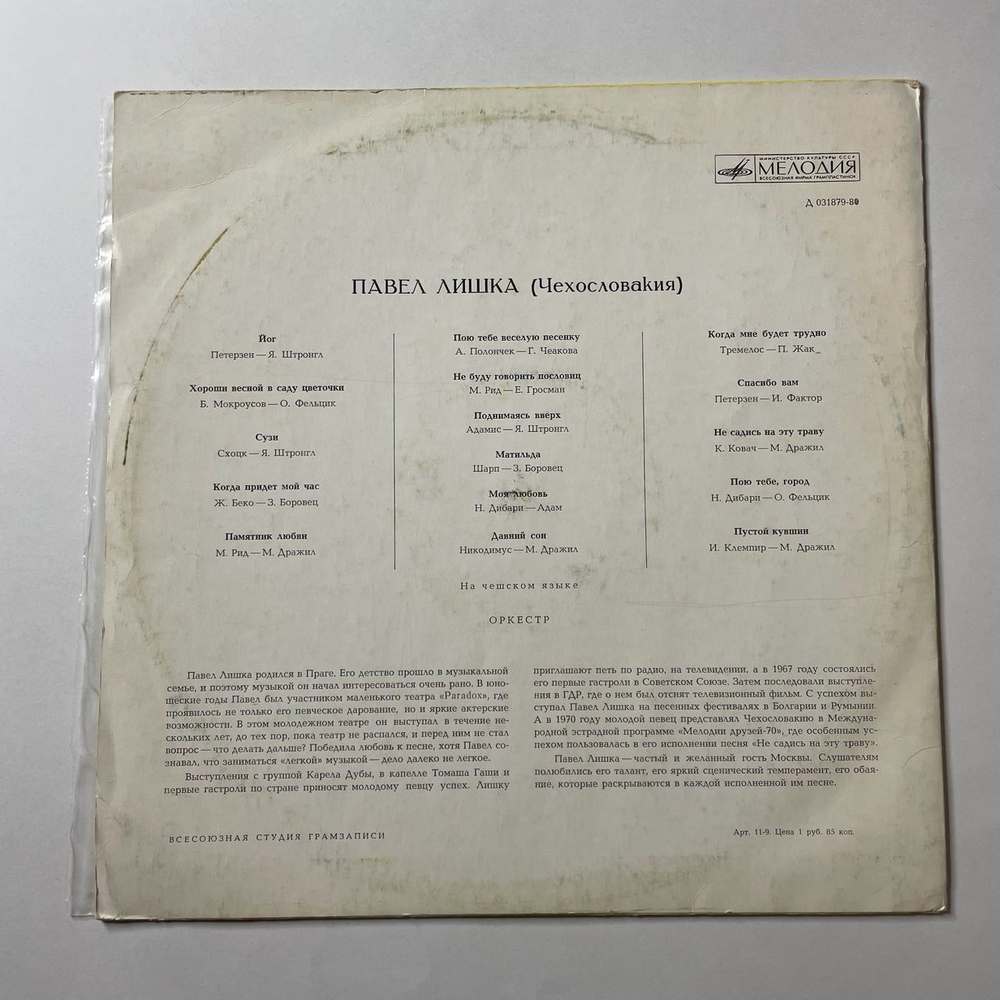 МИНИСТЕРСТВО КУЛЬТУРЫ СССР
МЕЛОДИЯ
ВСЕСОЮЗНАЯ ФИРМА ГРАМПЛАСТИНОК
Д 031879-80
ПАВЕЛ ЛИШКА (Чехословакия)
Йог
Петерзен — Я. Штронгл
Хороши весной в саду цветочки
Б. Мокроусов — О. Фельцик
Сузи
Схоцк — Я. Штронгл
Когда придет мой час
Ж. Беко — З. Боровец
Памятник любви
М. Рид — М. Дражил
Пою тебе веселую песенку
А. Полончек — Г. Чеакова
Не буду говорить пословиц
М. Рид — Е. Гросман
Поднимаясь вверх
Адамис — Я. Штронгл
Матильда
Шарп — З. Боровец
Моя любовь
Н. Дибари — Адам
Давний сон
Никодимус — М. Дражил
Когда мне будет трудно
Тремелос — П. Жак
Спасибо вам
Петерзен — И. Фактор
Не садись на эту траву
К. Ковач — М. Дражил
Пою тебе, город
Н. Дибари — О. Фельцик
Пустой кувшин
И. Клемпир — М. Дражил
На чешском языке
ОРКЕСТР
Павел Лишка родился в Праге. Его детство прошло в музыкальной
семье, и поэтому музыкой он начал интересоваться очень рано. В юно-
шеские годы Павел был участником маленького театра «Paradox», где
проявилось не только его певческое дарование, но и яркие актерские
возможности. В этом молодежном театре он выступал в течение не-
скольких лет, до тех пор, пока театр не распался, и перед ним не стал
вопрос — что делать дальше? Победила любовь к песне, хотя Павел со-
знавал, что заниматься «легкой» музыкой — дело далеко не легкое.
Выступления с группой Карела Дубы, в капелле Томаша Гаши и
первые гастроли по стране приносят молодому певцу успех. Лишку
приглашают петь по радио, на телевидении, а в 1967 году состоялись
его первые гастроли в Советском Союзе. Затем последовали выступле-
ния в ГДР, где о нем был отснят телевизионный фильм. С успехом вы-
ступал Павел Лишка на песенных фестивалях в Болгарии и Румынии.
А в 1970 году молодой певец представлял Чехословакию в Междуна-
родной эстрадной программе «Мелодии друзей-70», где особенным ус-
пехом пользовалась в его исполнении песня «Не садись на эту траву».
Павел Лишка — частый и желанный гость Москвы. Слушателям
полюбились его талант, его яркий сценический темперамент, его обая-
ние, которые раскрываются в каждой исполненной им песне.
ВСЕСОЮЗНАЯ СТУДИЯ ГРАМЗАПИСИ
Арт. 11-9. Цена 1 руб. 85 коп.